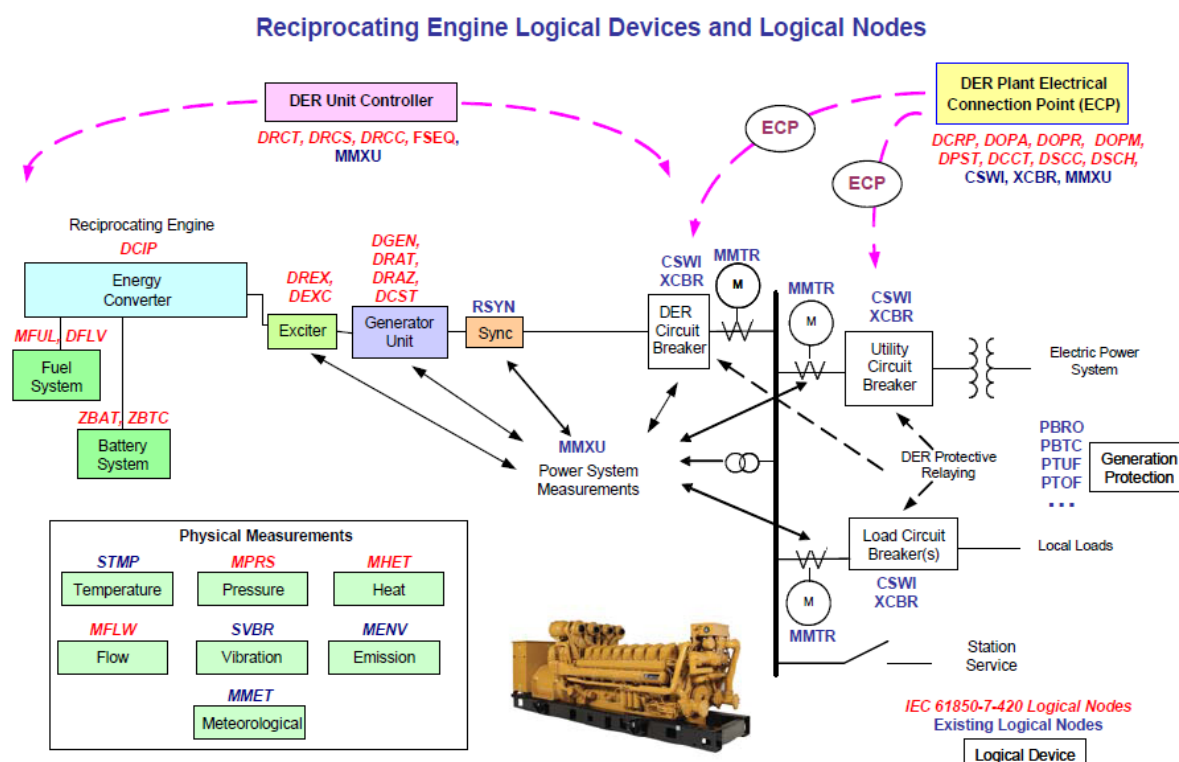 Reciprocating Engine Logical Devices and Logical Nodes
DER Unit Controller
DRCT, DRCS, DRCC, FSEQ,
MMXU
ECP
DER Plant Electrical
Connection Point (ECP)
DCRP, DOPA, DOPR, DOPM,
DPST, DCCT, DSCC, DSCH,
CSWI, XCBR, MMXU
ECP
Reciprocating Engine
DCIP
Energy
Converter
MFUL, DFLV
Fuel
System
ZBAT, ZBTC
Battery
System
DREX,
DEXC
Exciter
DGEN,
DRAT,
DRAZ,
DCST
Generator
Unit
RSYN
Sync
CSWI
XCBR
DER
Circuit
Breaker
MMTR
M
MMTR
M
CSWI
XCBR
Utility
Circuit
Breaker
Electric Power
System
MMXU
Power System
Measurements
DER Protective
Relaying
PBRO
PBTC
PTUF
PTOF
...
Generation
Protection
Load Circuit
Breaker(s)
CSWI
XCBR
Local Loads
M
MMTR
Station
Service
Physical Measurements
STMP
Temperature
MPRS
Pressure
MHET
Heat
MFLW
Flow
SVBR
Vibration
MENV
Emission
MMET
Meteorological
IEC 61850-7-420 Logical Nodes
Existing Logical Nodes
Logical Device